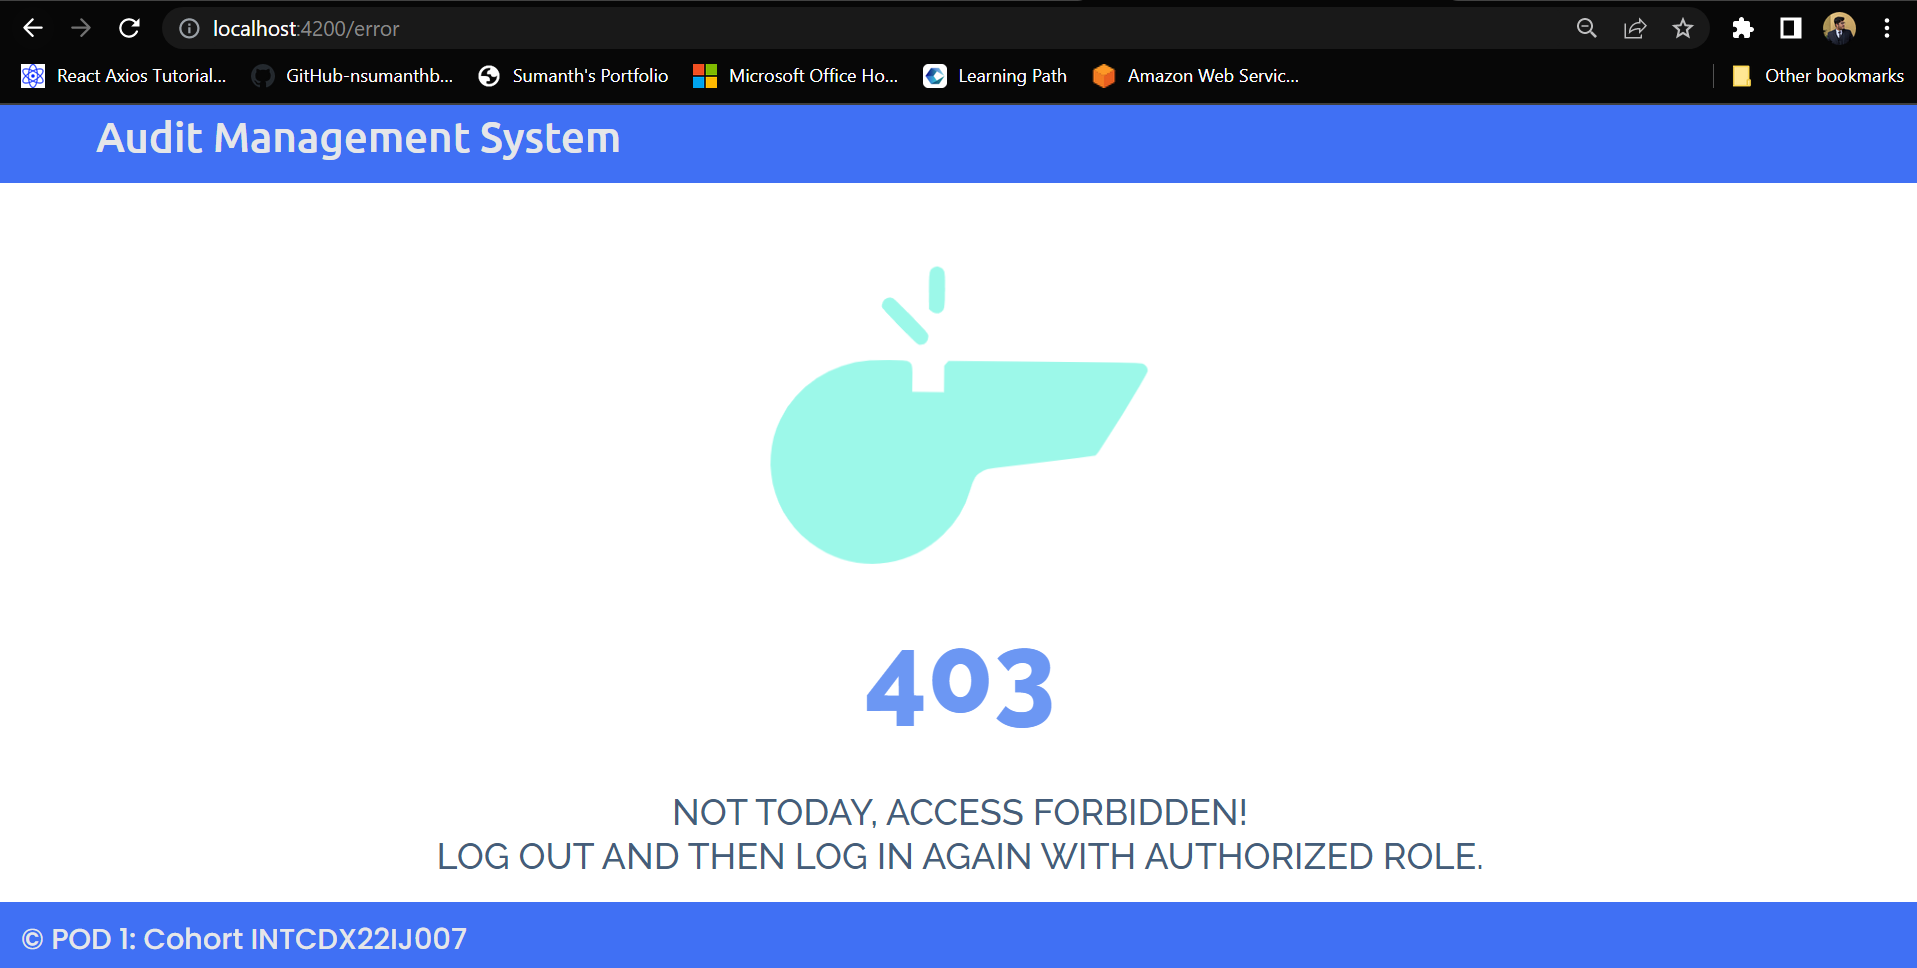 localhost:4200/error
React Axios Tutorial... GitHub-nsumanthb... Sumanth's Portfolio Microsoft Office Ho... Learning Path Amazon Web Servic... Other bookmarks
Audit Management System
403
NOT TODAY, ACCESS FORBIDDEN!
LOG OUT AND THEN LOG IN AGAIN WITH AUTHORIZED ROLE.
© POD 1: Cohort INTCDX22IJ007